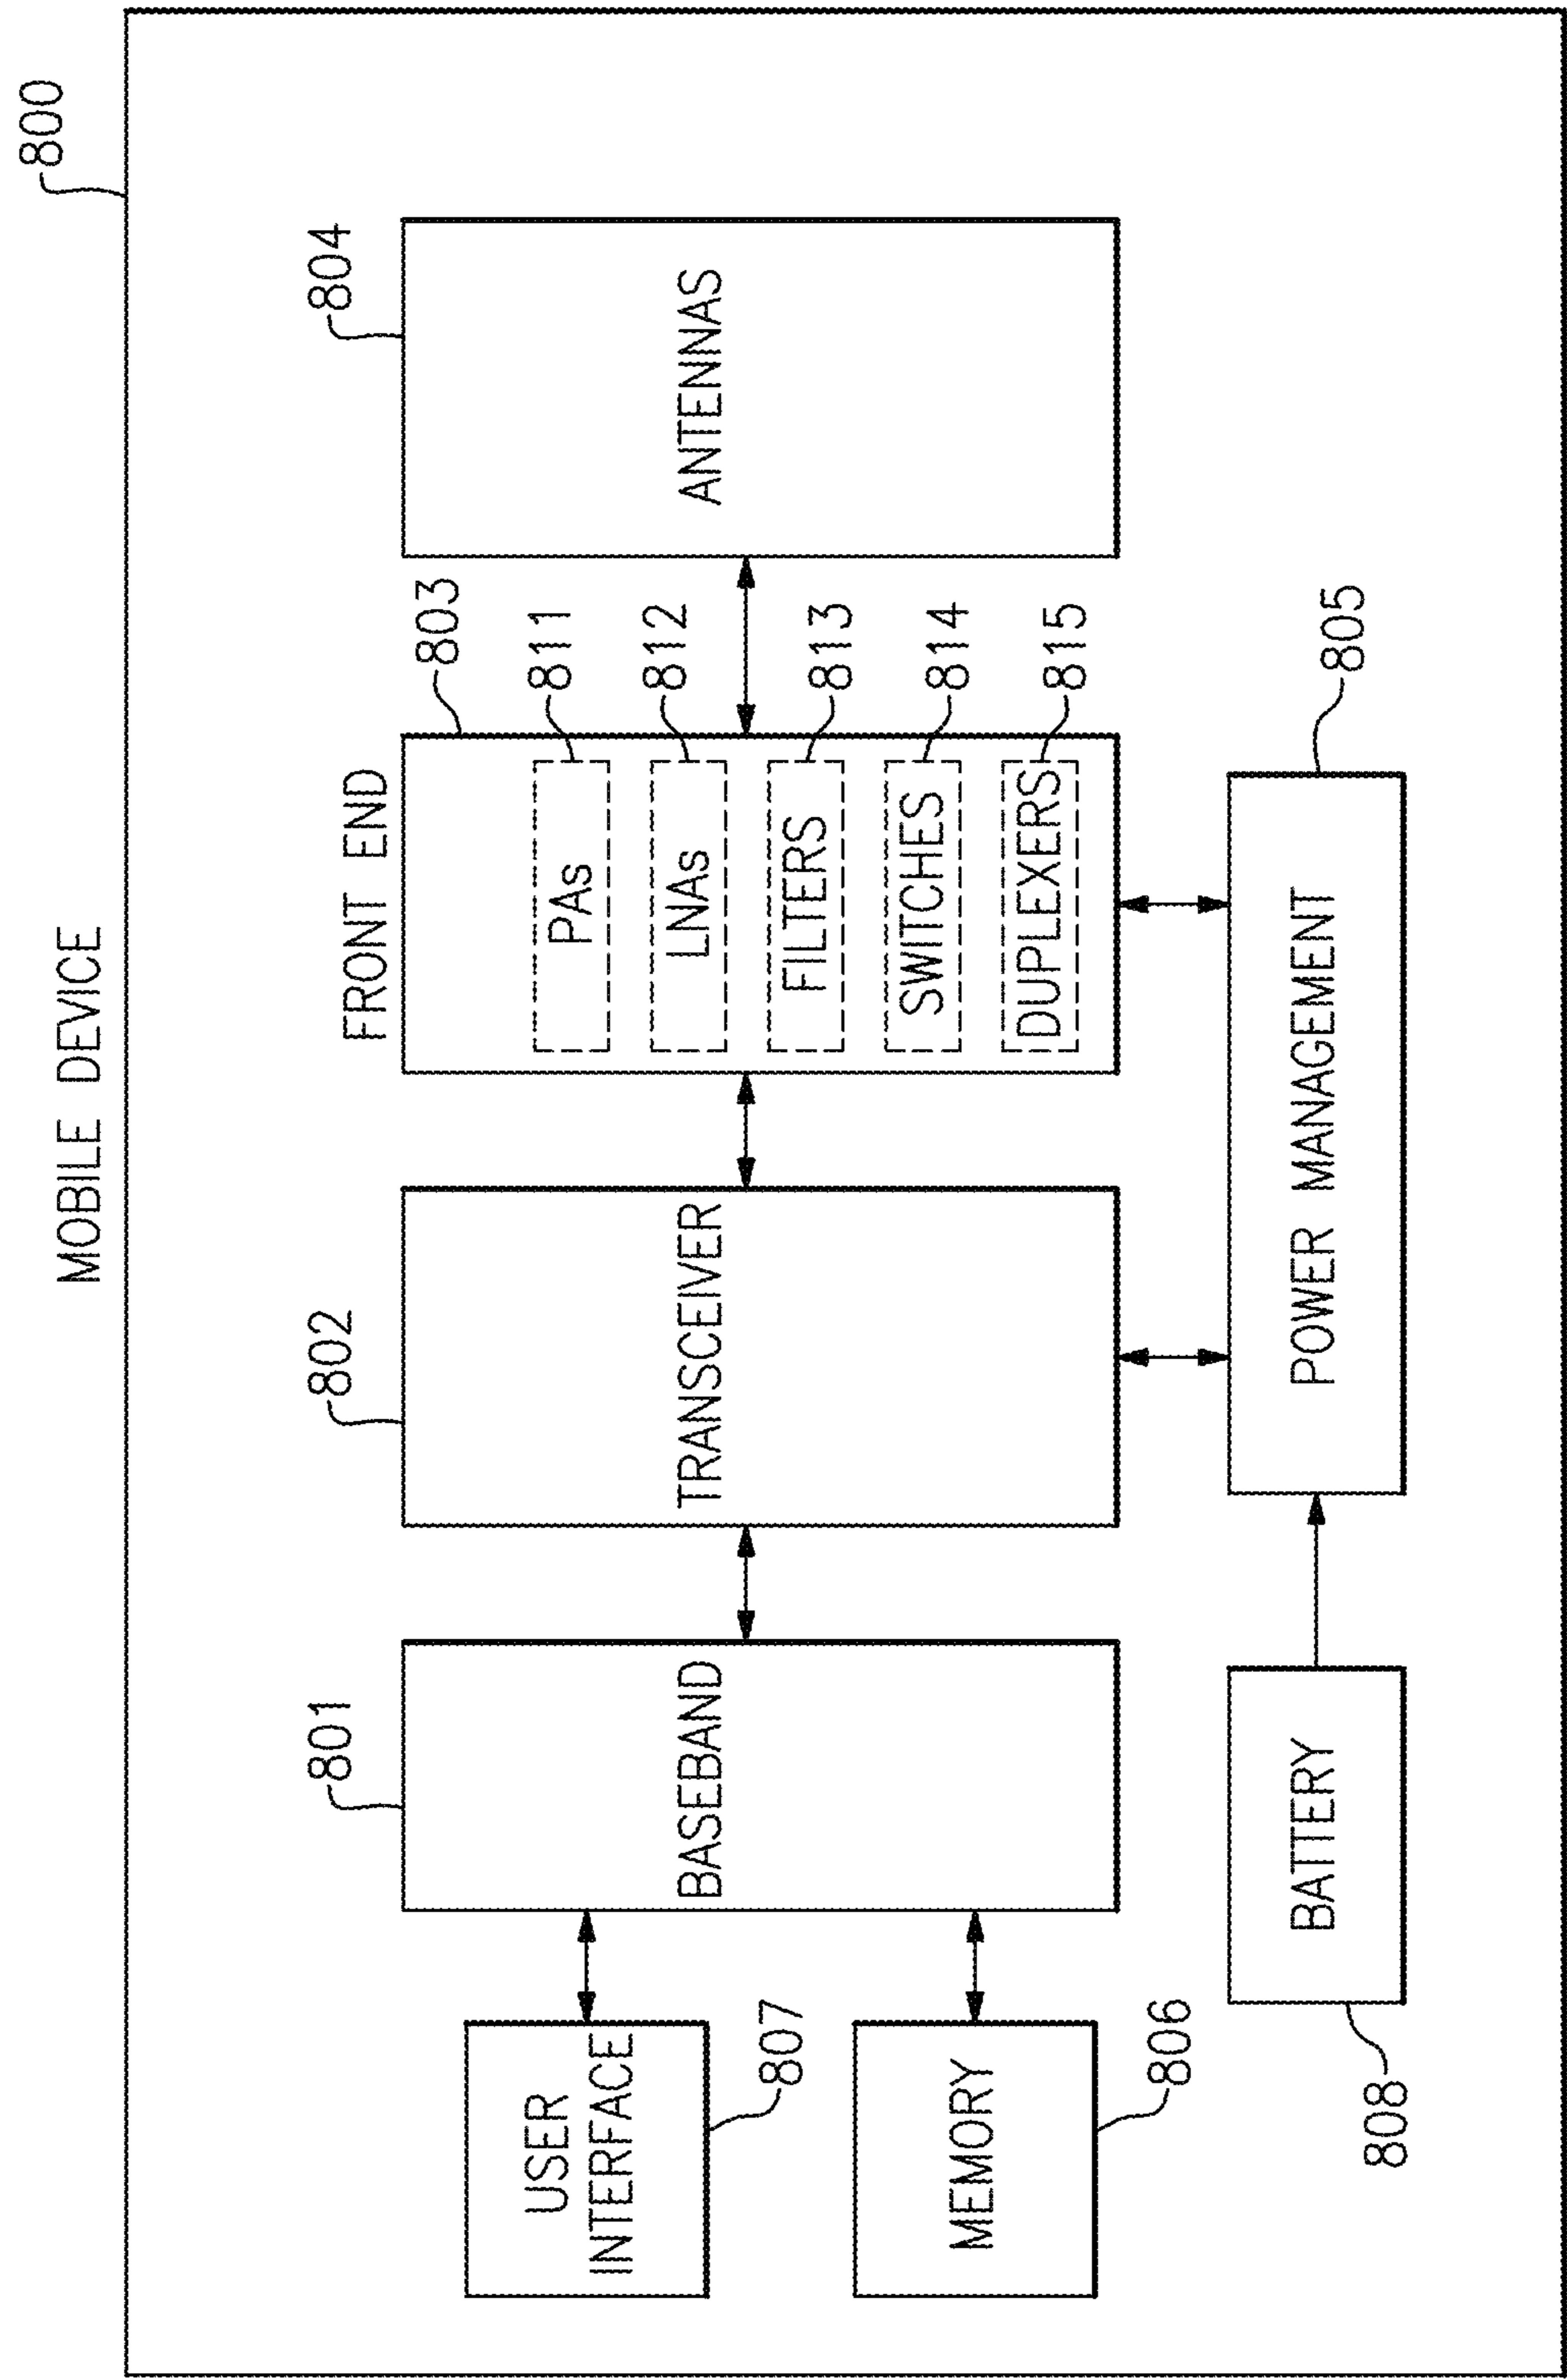 MOBILE DEVICE
800
FRONT END
801
802
803
804
USER
INTERFACE
807
MEMORY
806
BASEBAND
TRANSCEIVER
PAs
811
LNAs
812
FILTERS
813
SWITCHES
814
DUPLEXERS
815
ANTENNAS
BATTERY
808
POWER MANAGEMENT
805